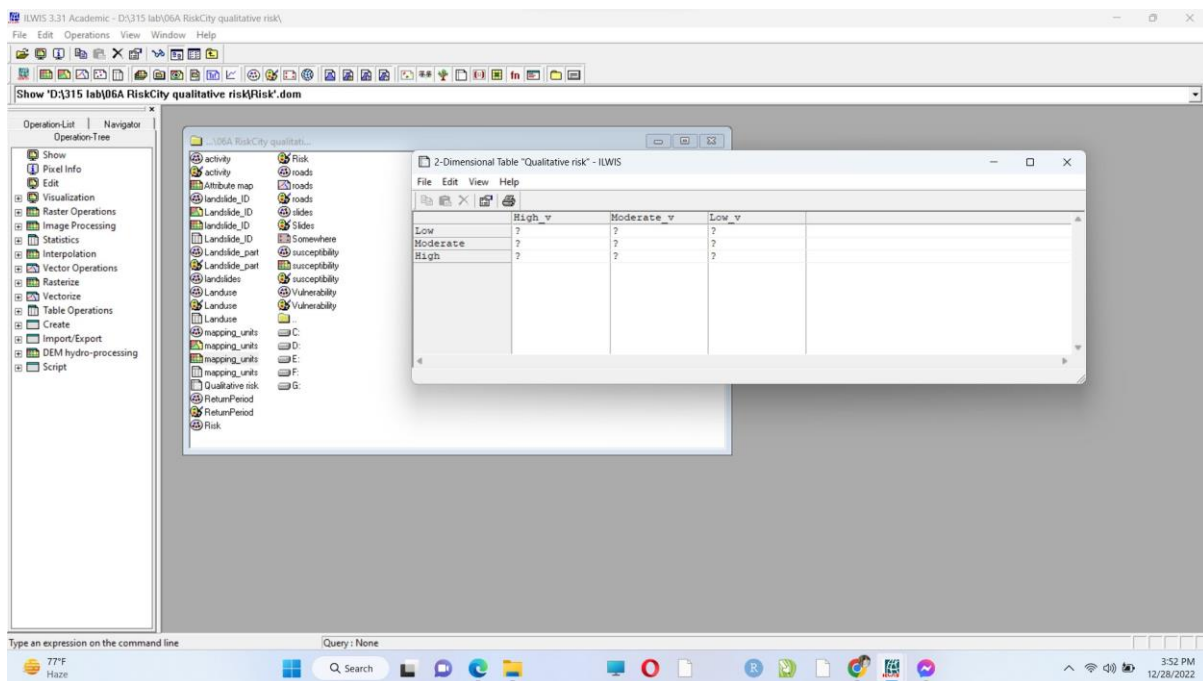 ILWIS 3.31 Academic - D:\315 lab\06A RiskCity qualitative risk\
File Edit Operations View Window Help
fn
Show 'D:\315 lab\06A RiskCity qualitative risk\Risk'.dom
Operation-List Navigator
Operation-Tree
Show
Pixel Info
Edit
Visualization
Raster Operations
Image Processing
Statistics
Interpolation
Vector Operations
Rasterize
Vectorize
Table Operations
Create
Import/Export
DEM hydro-processing
Script
...\06A RiskCity qualitati...
activity
activity
Attribute map
landslide_ID
Landslide_ID
landslide_ID
Landslide_ID
Landslide_part
Landslide_part
landslides
Landuse
Landuse
Landuse
mapping_units
mapping_units
mapping_units
mapping_units
Qualitative risk
ReturnPeriod
ReturnPeriod
Risk
Risk
roads
roads
roads
slides
Slides
Somewhere
susceptibility
susceptibility
susceptibility
Vulnerability
Vulnerability
..
C:
D:
E:
F:
G:
2-Dimensional Table "Qualitative risk" - ILWIS
File Edit View Help
High_v Moderate_v Low_v
Low ? ? ?
Moderate ? ? ?
High ? ? ?
Type an expression on the command line Query : None
77°F
Haze
Search
R
3:52 PM
12/28/2022